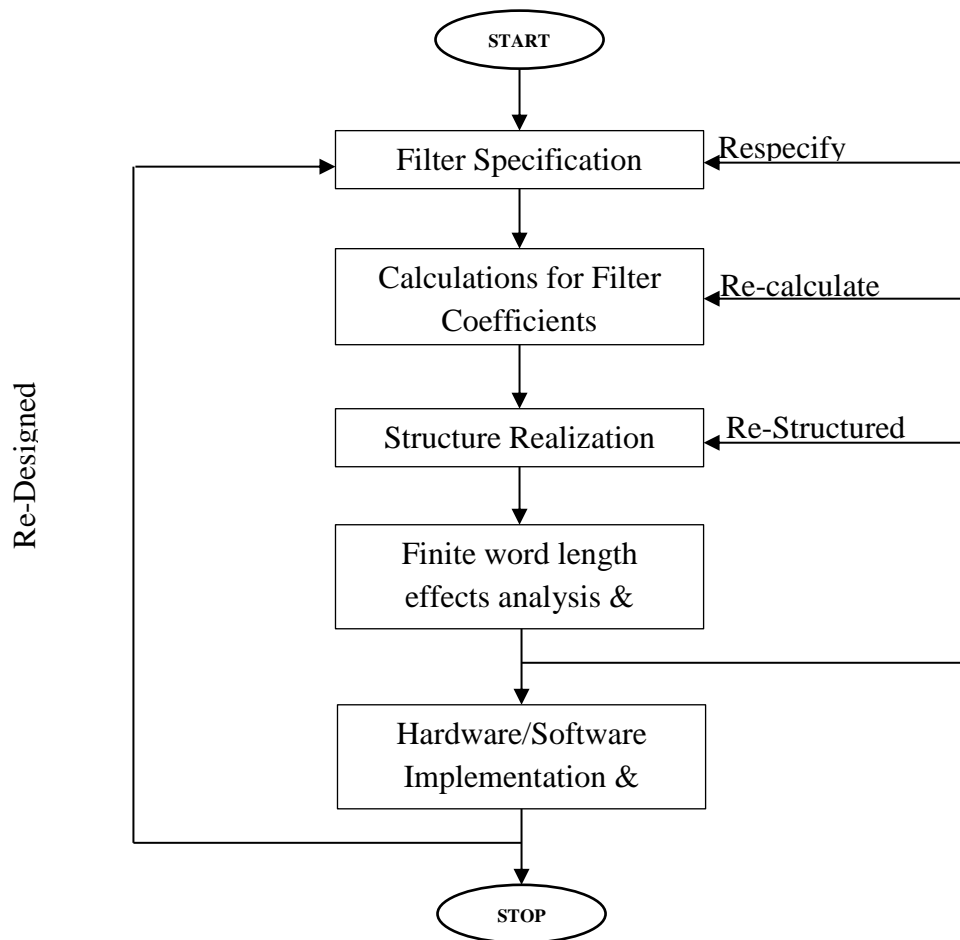 START
Filter Specification
Respecify
Calculations for Filter
Coefficients
Re-calculate
Structure Realization
Re-Structured
Re-Designed
Finite word length
effects analysis &
Hardware/Software
Implementation &
STOP